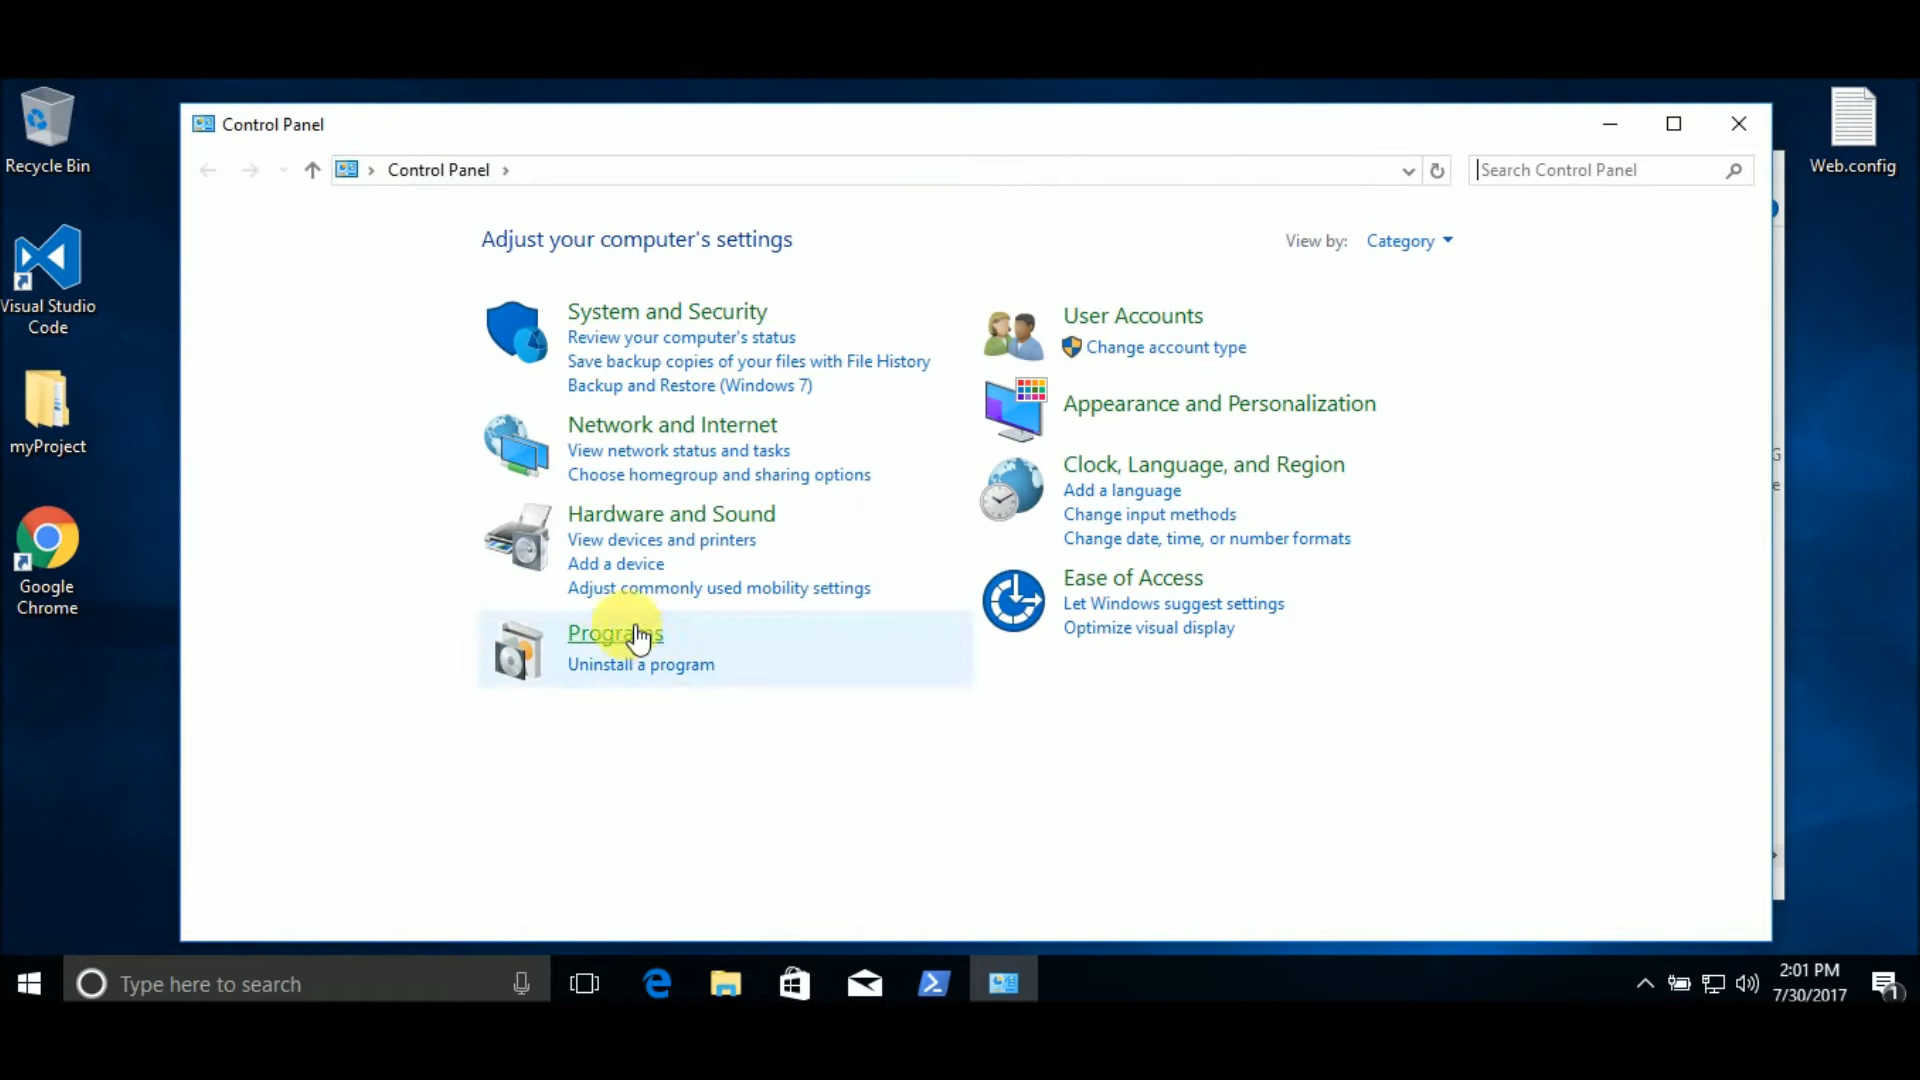 Recycle Bin
Visual Studio
Code
myProject
Google
Chrome
Control Panel
Control Panel
Search Control Panel
Adjust your computer's settings
View by: Category
System and Security
Review your computer's status
Save backup copies of your files with File History
Backup and Restore (Windows 7)
Network and Internet
View network status and tasks
Choose homegroup and sharing options
Hardware and Sound
View devices and printers
Add a device
Adjust commonly used mobility settings
Programs
Uninstall a program
User Accounts
Change account type
Appearance and Personalization
Clock, Language, and Region
Add a language
Change input methods
Change date, time, or number formats
Ease of Access
Let Windows suggest settings
Optimize visual display
Web.config
G
e
Type here to search
2:01 PM
7/30/2017
1